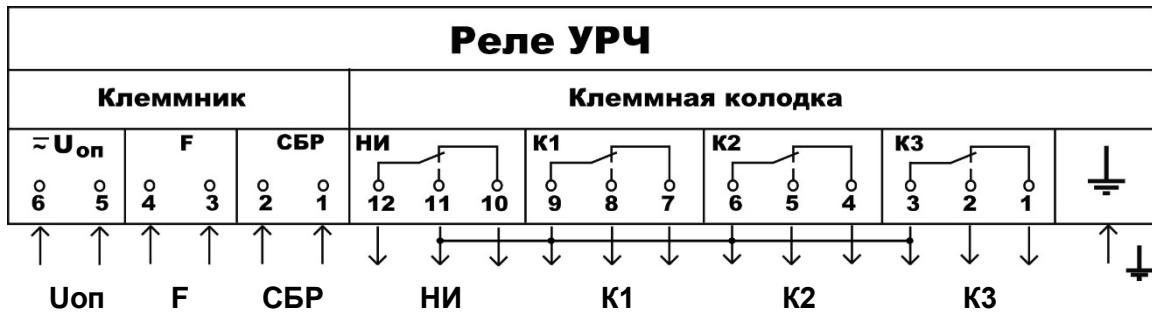 Реле УРЧ
Клеммник Клеммная колодка
≂ Uоп F СБР НИ К1 К2 К3
6 5 4 3 2 1 12 11 10 9 8 7 6 5 4 3 2 1
Uоп F СБР НИ К1 К2 К3